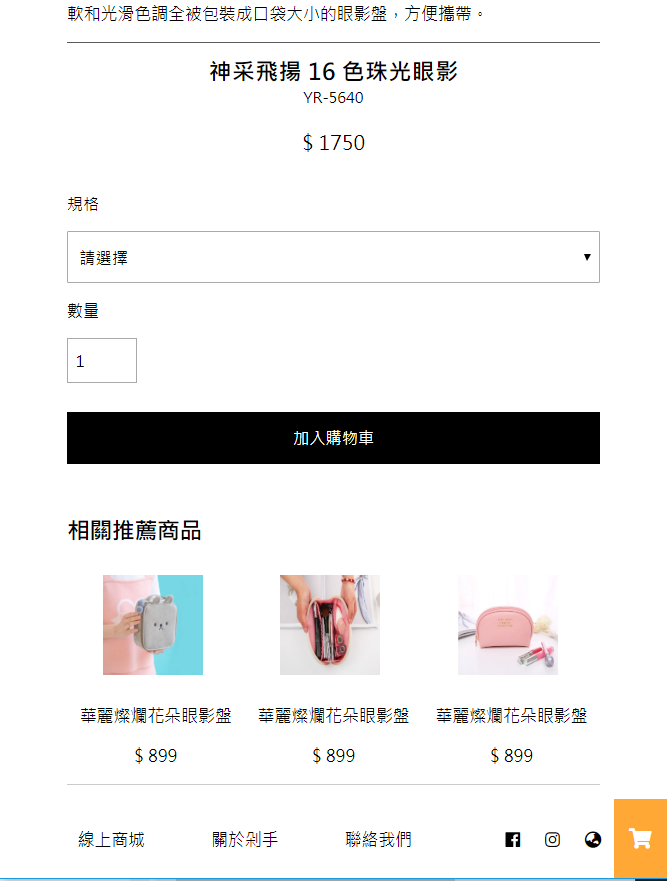 軟和光滑色調全被包裝成口袋大小的眼影盤，方便攜帶。
神采飛揚 16 色珠光眼影
YR-5640
$ 1750
規格
請選擇
數量
1
加入購物車
相關推薦商品
華麗燦爛花朵眼影盤 華麗燦爛花朵眼影盤 華麗燦爛花朵眼影盤
$ 899 $ 899 $ 899
線上商城 關於剁手 聯絡我們